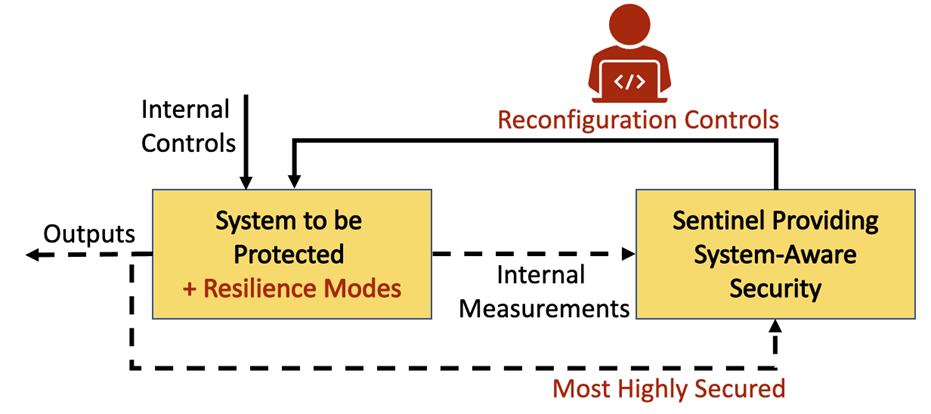 </>
Reconfiguration Controls
Internal
Controls
System to be
Protected
+ Resilience Modes
Sentinel Providing
System-Aware
Security
Outputs
Internal
Measurements
Most Highly Secured